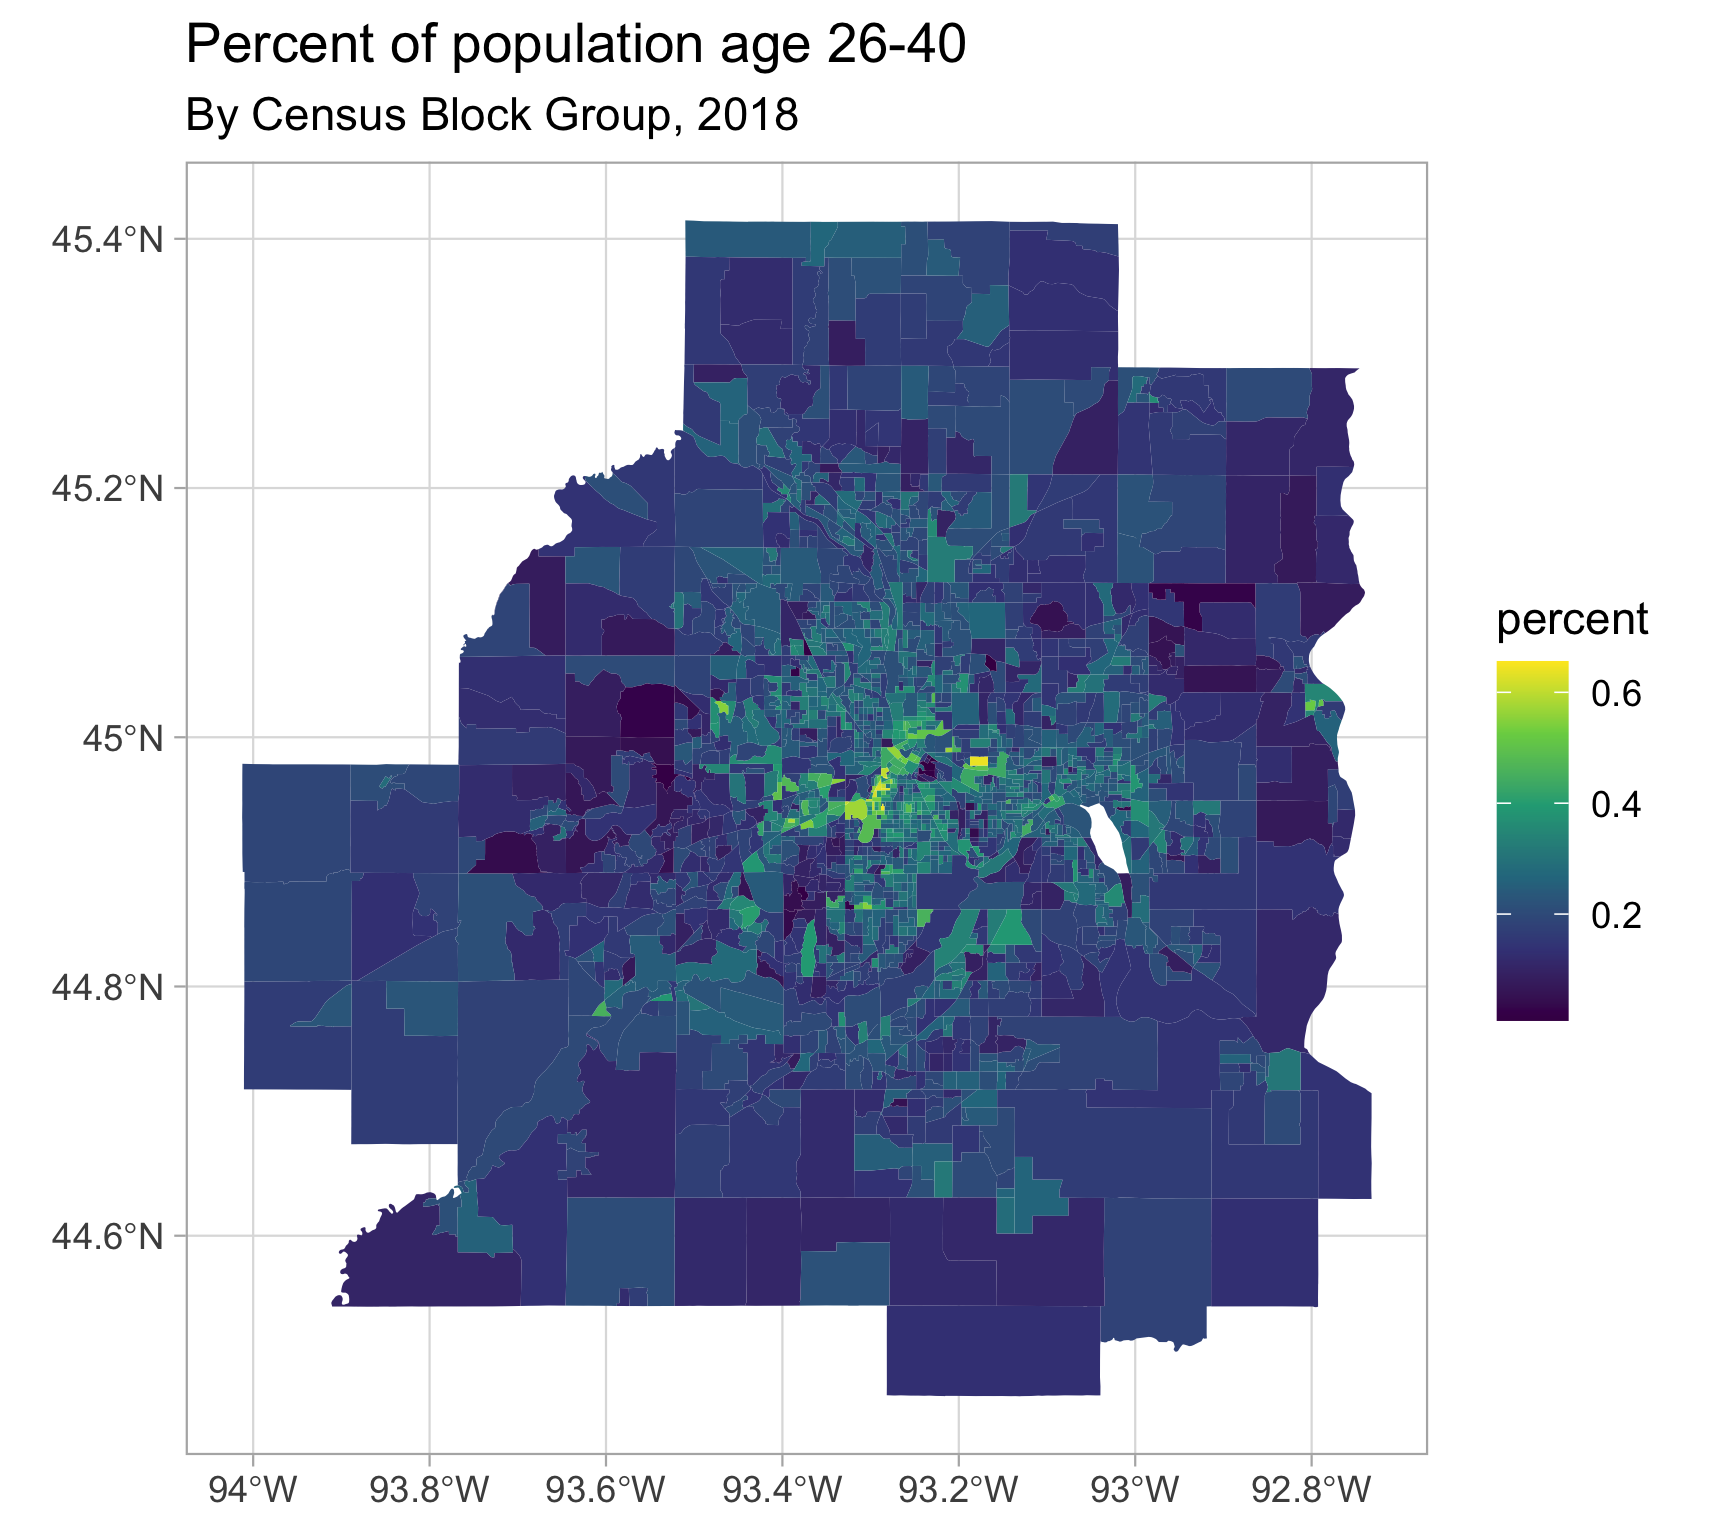 Percent of population age 26-40
By Census Block Group, 2018
45.4°N
45.2°N
45°N
44.8°N
44.6°N
94°W 93.8°W 93.6°W 93.4°W 93.2°W 93°W 92.8°W
percent
0.6
0.4
0.2